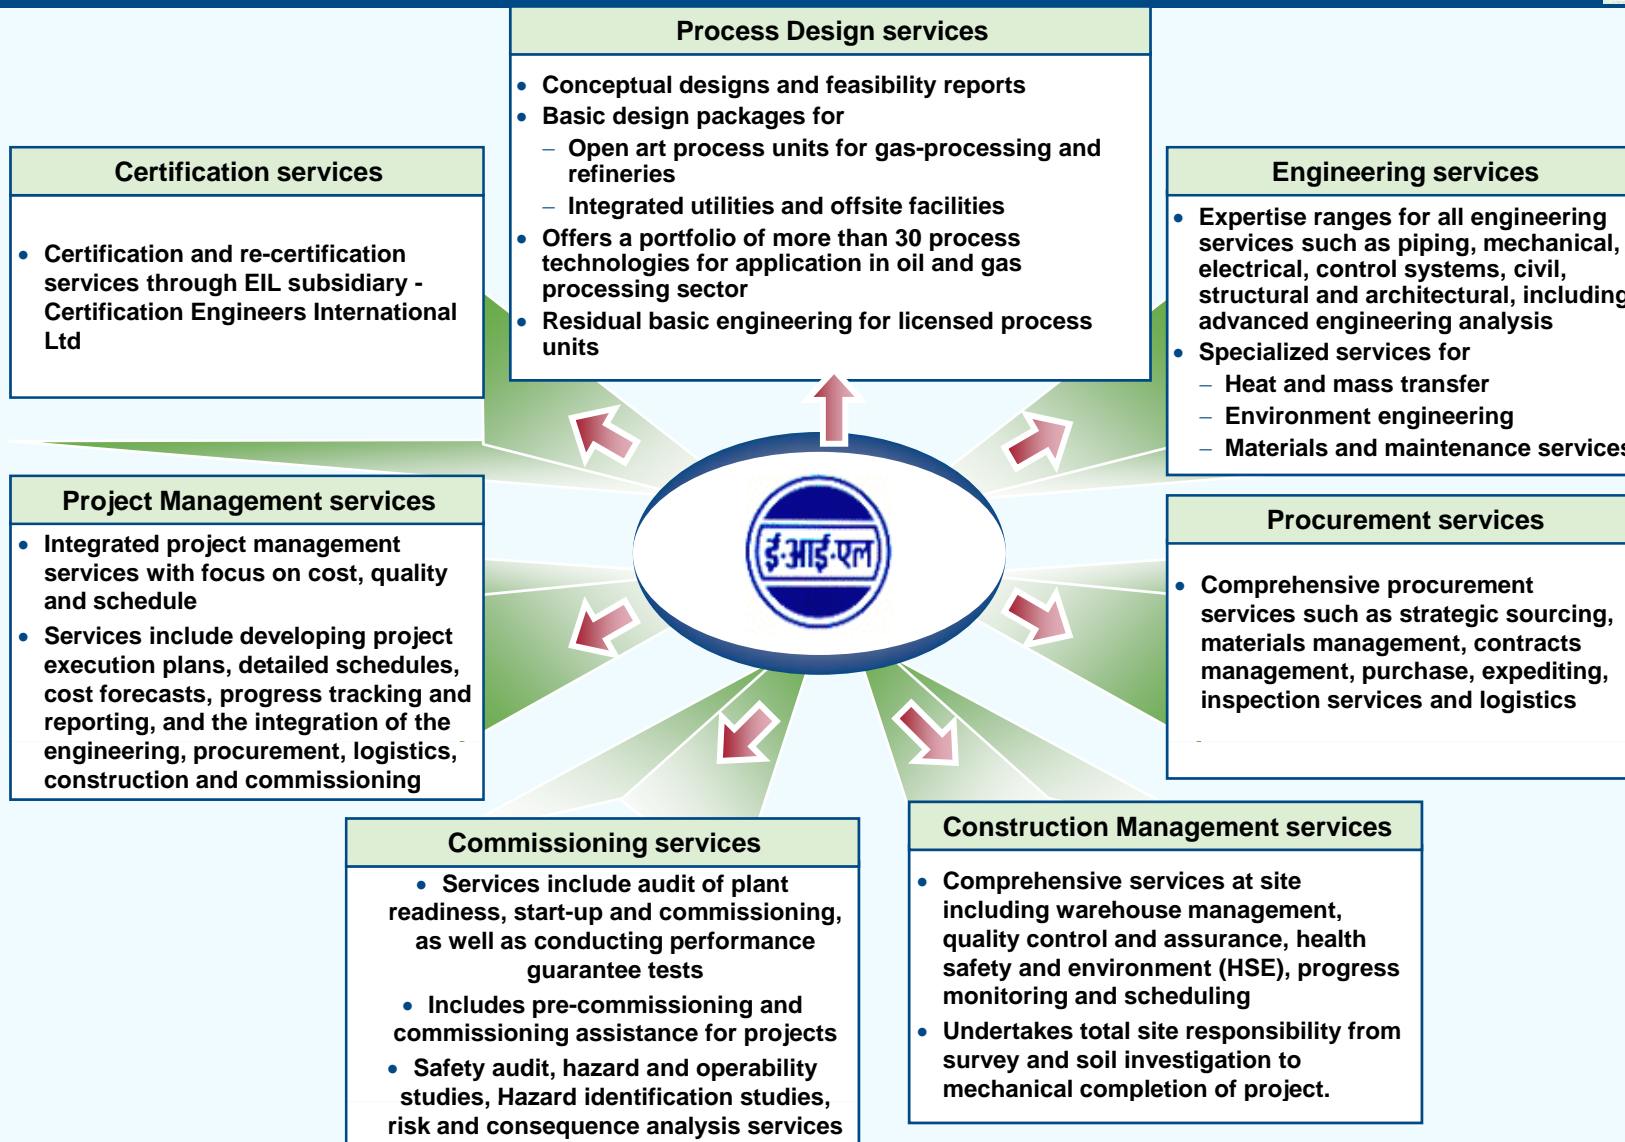 Process Design services
• Conceptual designs and feasibility reports
• Basic design packages for
– Open art process units for gas-processing and
refineries
– Integrated utilities and offsite facilities
• Offers a portfolio of more than 30 process
technologies for application in oil and gas
processing sector
• Residual basic engineering for licensed process
units
Certification services
• Certification and re-certification
services through EIL subsidiary -
Certification Engineers International
Ltd
Engineering services
• Expertise ranges for all engineering
services such as piping, mechanical,
electrical, control systems, civil,
structural and architectural, including
advanced engineering analysis
• Specialized services for
– Heat and mass transfer
– Environment engineering
– Materials and maintenance services
ई·आई·एल
Project Management services
• Integrated project management
services with focus on cost, quality
and schedule
• Services include developing project
execution plans, detailed schedules,
cost forecasts, progress tracking and
reporting, and the integration of the
engineering, procurement, logistics,
construction and commissioning
Procurement services
• Comprehensive procurement
services such as strategic sourcing,
materials management, contracts
management, purchase, expediting,
inspection services and logistics
Commissioning services
• Services include audit of plant
readiness, start-up and commissioning,
as well as conducting performance
guarantee tests
• Includes pre-commissioning and
commissioning assistance for projects
• Safety audit, hazard and operability
studies, Hazard identification studies,
risk and consequence analysis services
Construction Management services
• Comprehensive services at site
including warehouse management,
quality control and assurance, health
safety and environment (HSE), progress
monitoring and scheduling
• Undertakes total site responsibility from
survey and soil investigation to
mechanical completion of project.